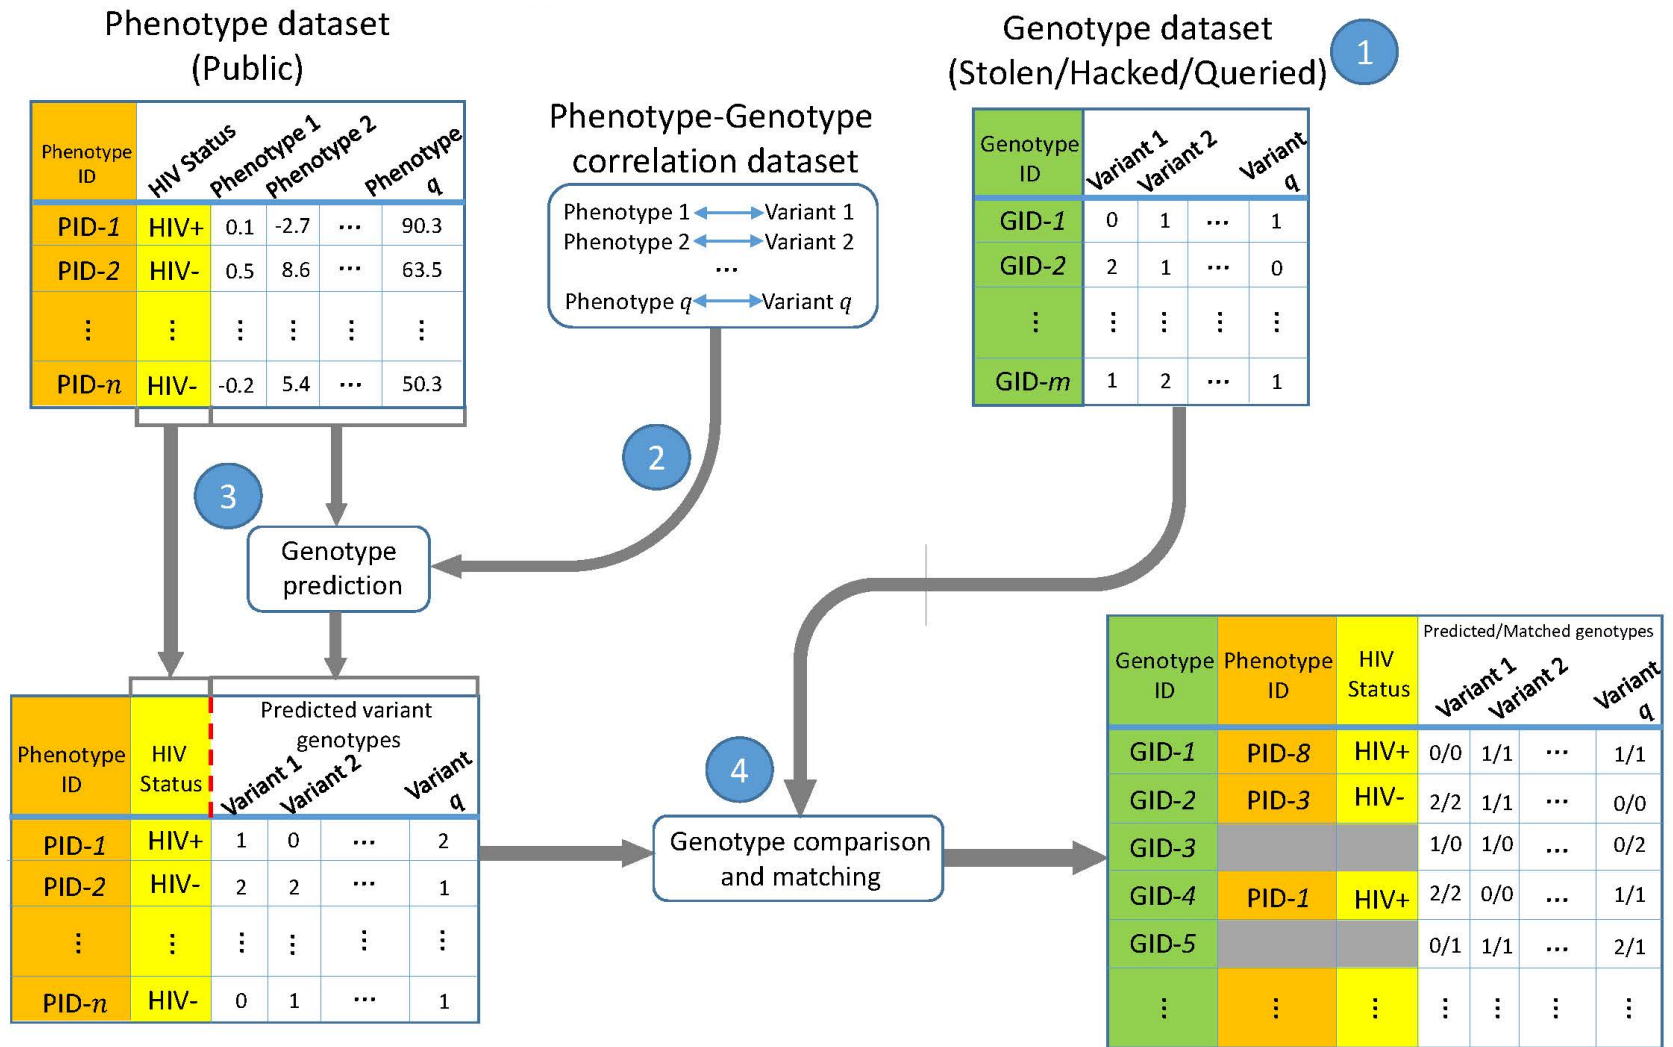 Phenotype dataset
(Public)
Phenotype ID HIV Status Phenotype 1 Phenotype 2 Phenotype q
PID-1 HIV+ 0.1 -2.7 ... 90.3
PID-2 HIV- 0.5 8.6 ... 63.5
⋮ ⋮ ⋮ ⋮ ⋮
PID-n HIV- -0.2 5.4 ... 50.3
Phenotype-Genotype
correlation dataset
Phenotype 1 Variant 1
Phenotype 2 Variant 2
...
Phenotype q Variant q
Genotype dataset
(Stolen/Hacked/Queried)
1
Genotype ID Variant 1 Variant 2 Variant q
GID-1 0 1 ... 1
GID-2 2 1 ... 0
⋮ ⋮ ⋮ ⋮ ⋮
GID-m 1 2 ... 1
2
3
Genotype
prediction
Predicted variant
genotypes
Phenotype ID HIV Status Variant 1 Variant 2 Variant q
PID-1 HIV+ 1 0 ... 2
PID-2 HIV- 2 2 ... 1
⋮ ⋮ ⋮ ⋮ ⋮ ⋮
PID-n HIV- 0 1 ... 1
4
Genotype comparison
and matching
Predicted/Matched genotypes
Genotype ID Phenotype ID HIV Status Variant 1 Variant 2 Variant q
GID-1 PID-8 HIV+ 0/0 1/1 ... 1/1
GID-2 PID-3 HIV- 2/2 1/1 ... 0/0
GID-3 1/0 1/0 ... 0/2
GID-4 PID-1 HIV+ 2/2 0/0 ... 1/1
GID-5 0/1 1/1 ... 2/1
⋮ ⋮ ⋮ ⋮ ⋮ ⋮ ⋮